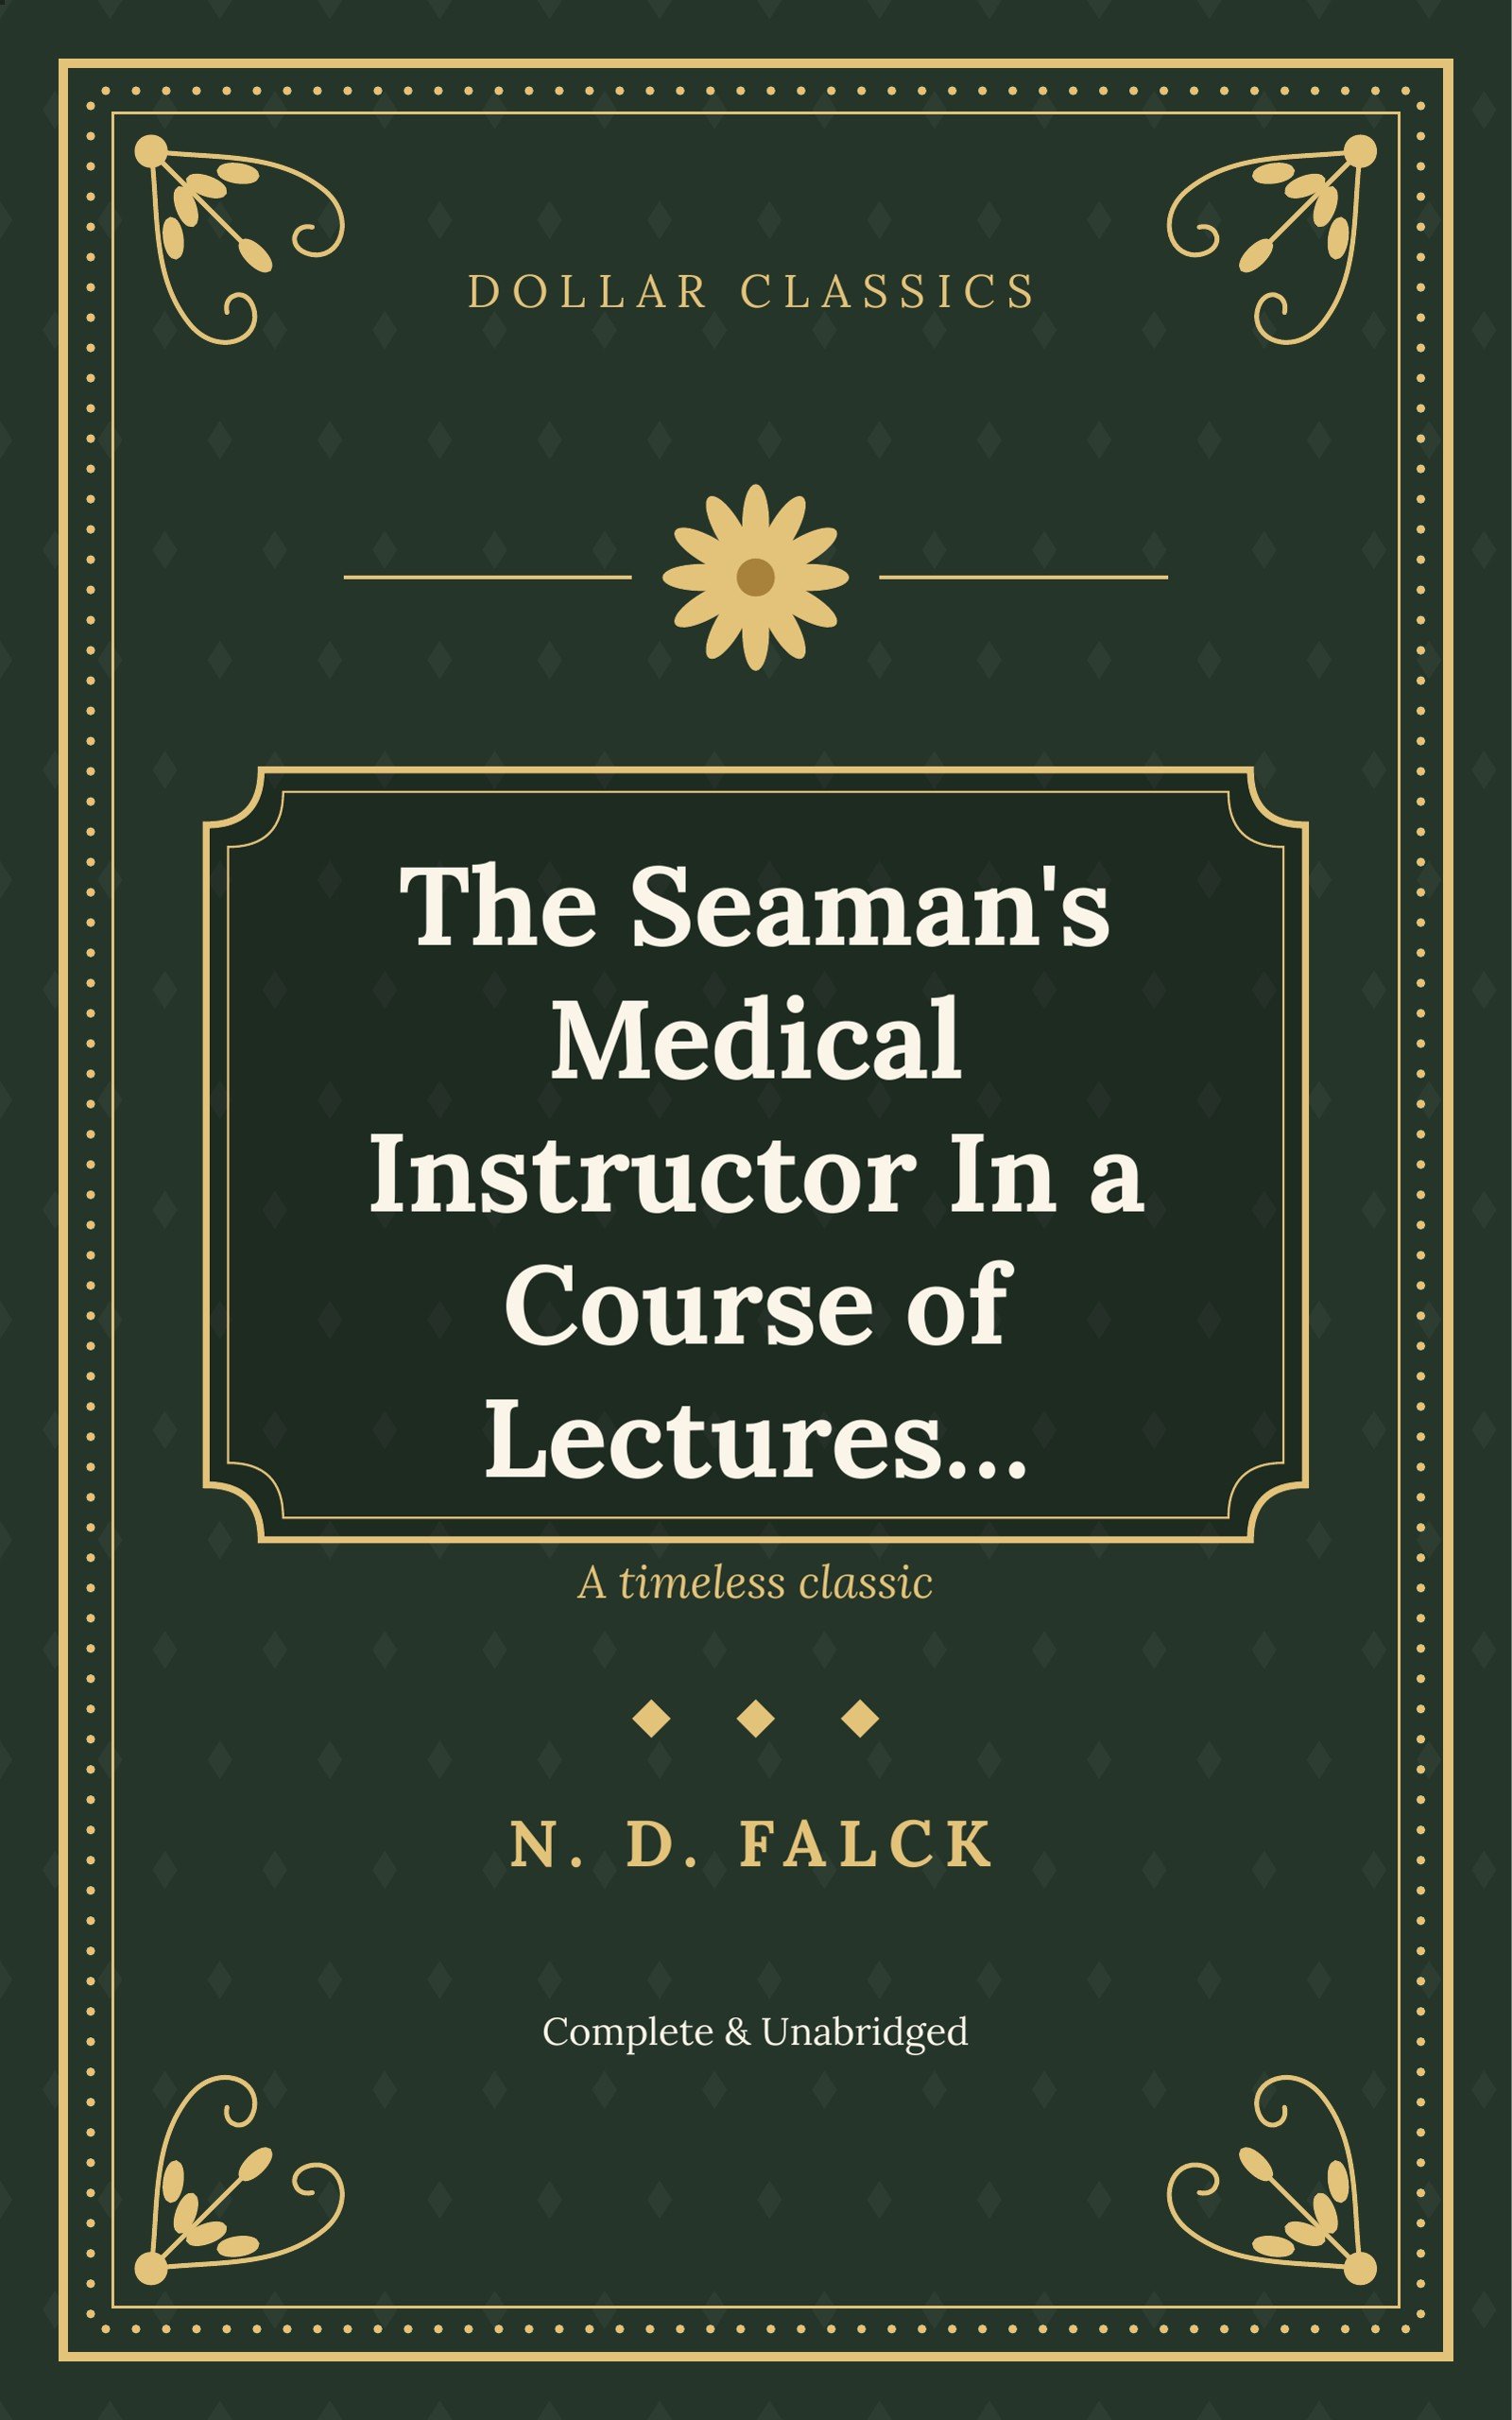 DOLLAR CLASSICS
The Seaman's
Medical
Instructor In a
Course of
Lectures...
A timeless classic
N. D. FALCK
Complete & Unabridged